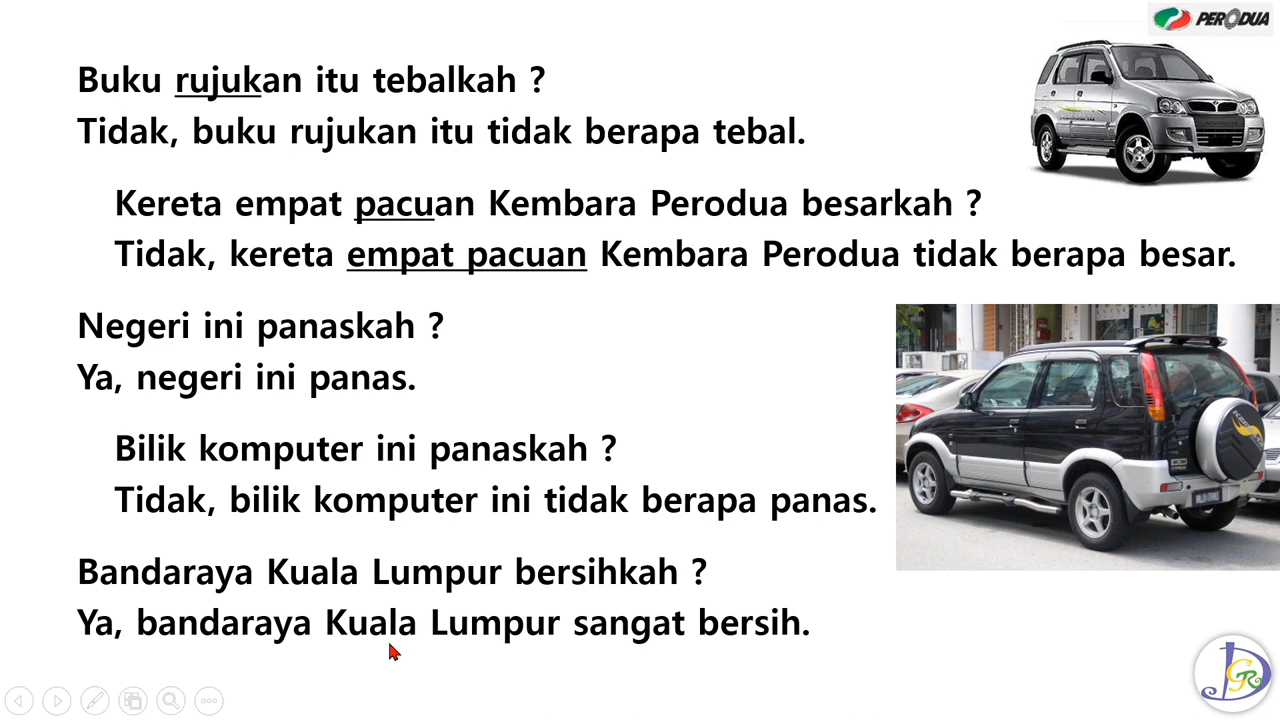 PERODUA
Buku rujukan itu tebalkah ?
Tidak, buku rujukan itu tidak berapa tebal.
Kereta empat pacuan Kembara Perodua besarkah ?
Tidak, kereta empat pacuan Kembara Perodua tidak berapa besar.
Negeri ini panaskah ?
Ya, negeri ini panas.
Bilik komputer ini panaskah ?
Tidak, bilik komputer ini tidak berapa panas.
Bandaraya Kuala Lumpur bersihkah ?
Ya, bandaraya Kuala Lumpur sangat bersih.